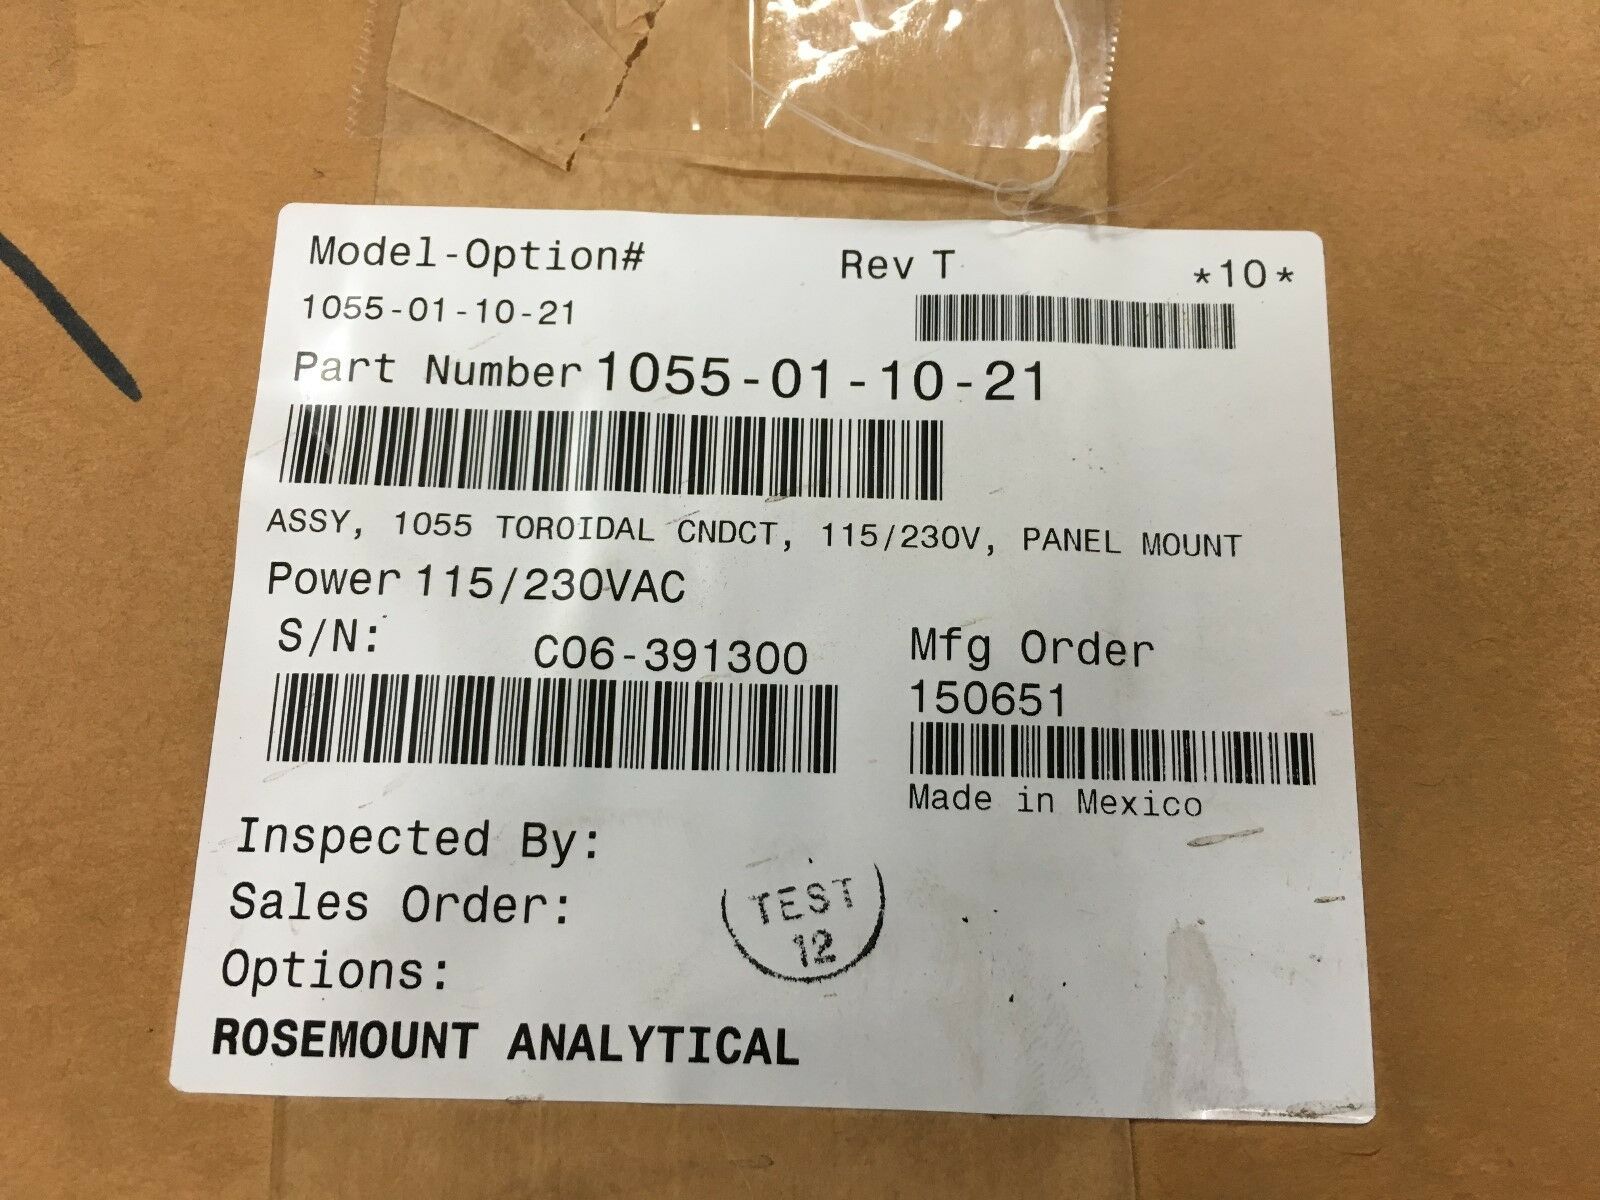 Model-Option# Rev T *10*
1055-01-10-21
Part Number 1055-01-10-21
ASSY, 1055 TOROIDAL CNDCT, 115/230V, PANEL MOUNT
Power 115/230VAC
S/N: C06-391300
Mfg Order
150651
Made in Mexico
Inspected By:
TEST
12
Sales Order:
Options:
ROSEMOUNT ANALYTICAL